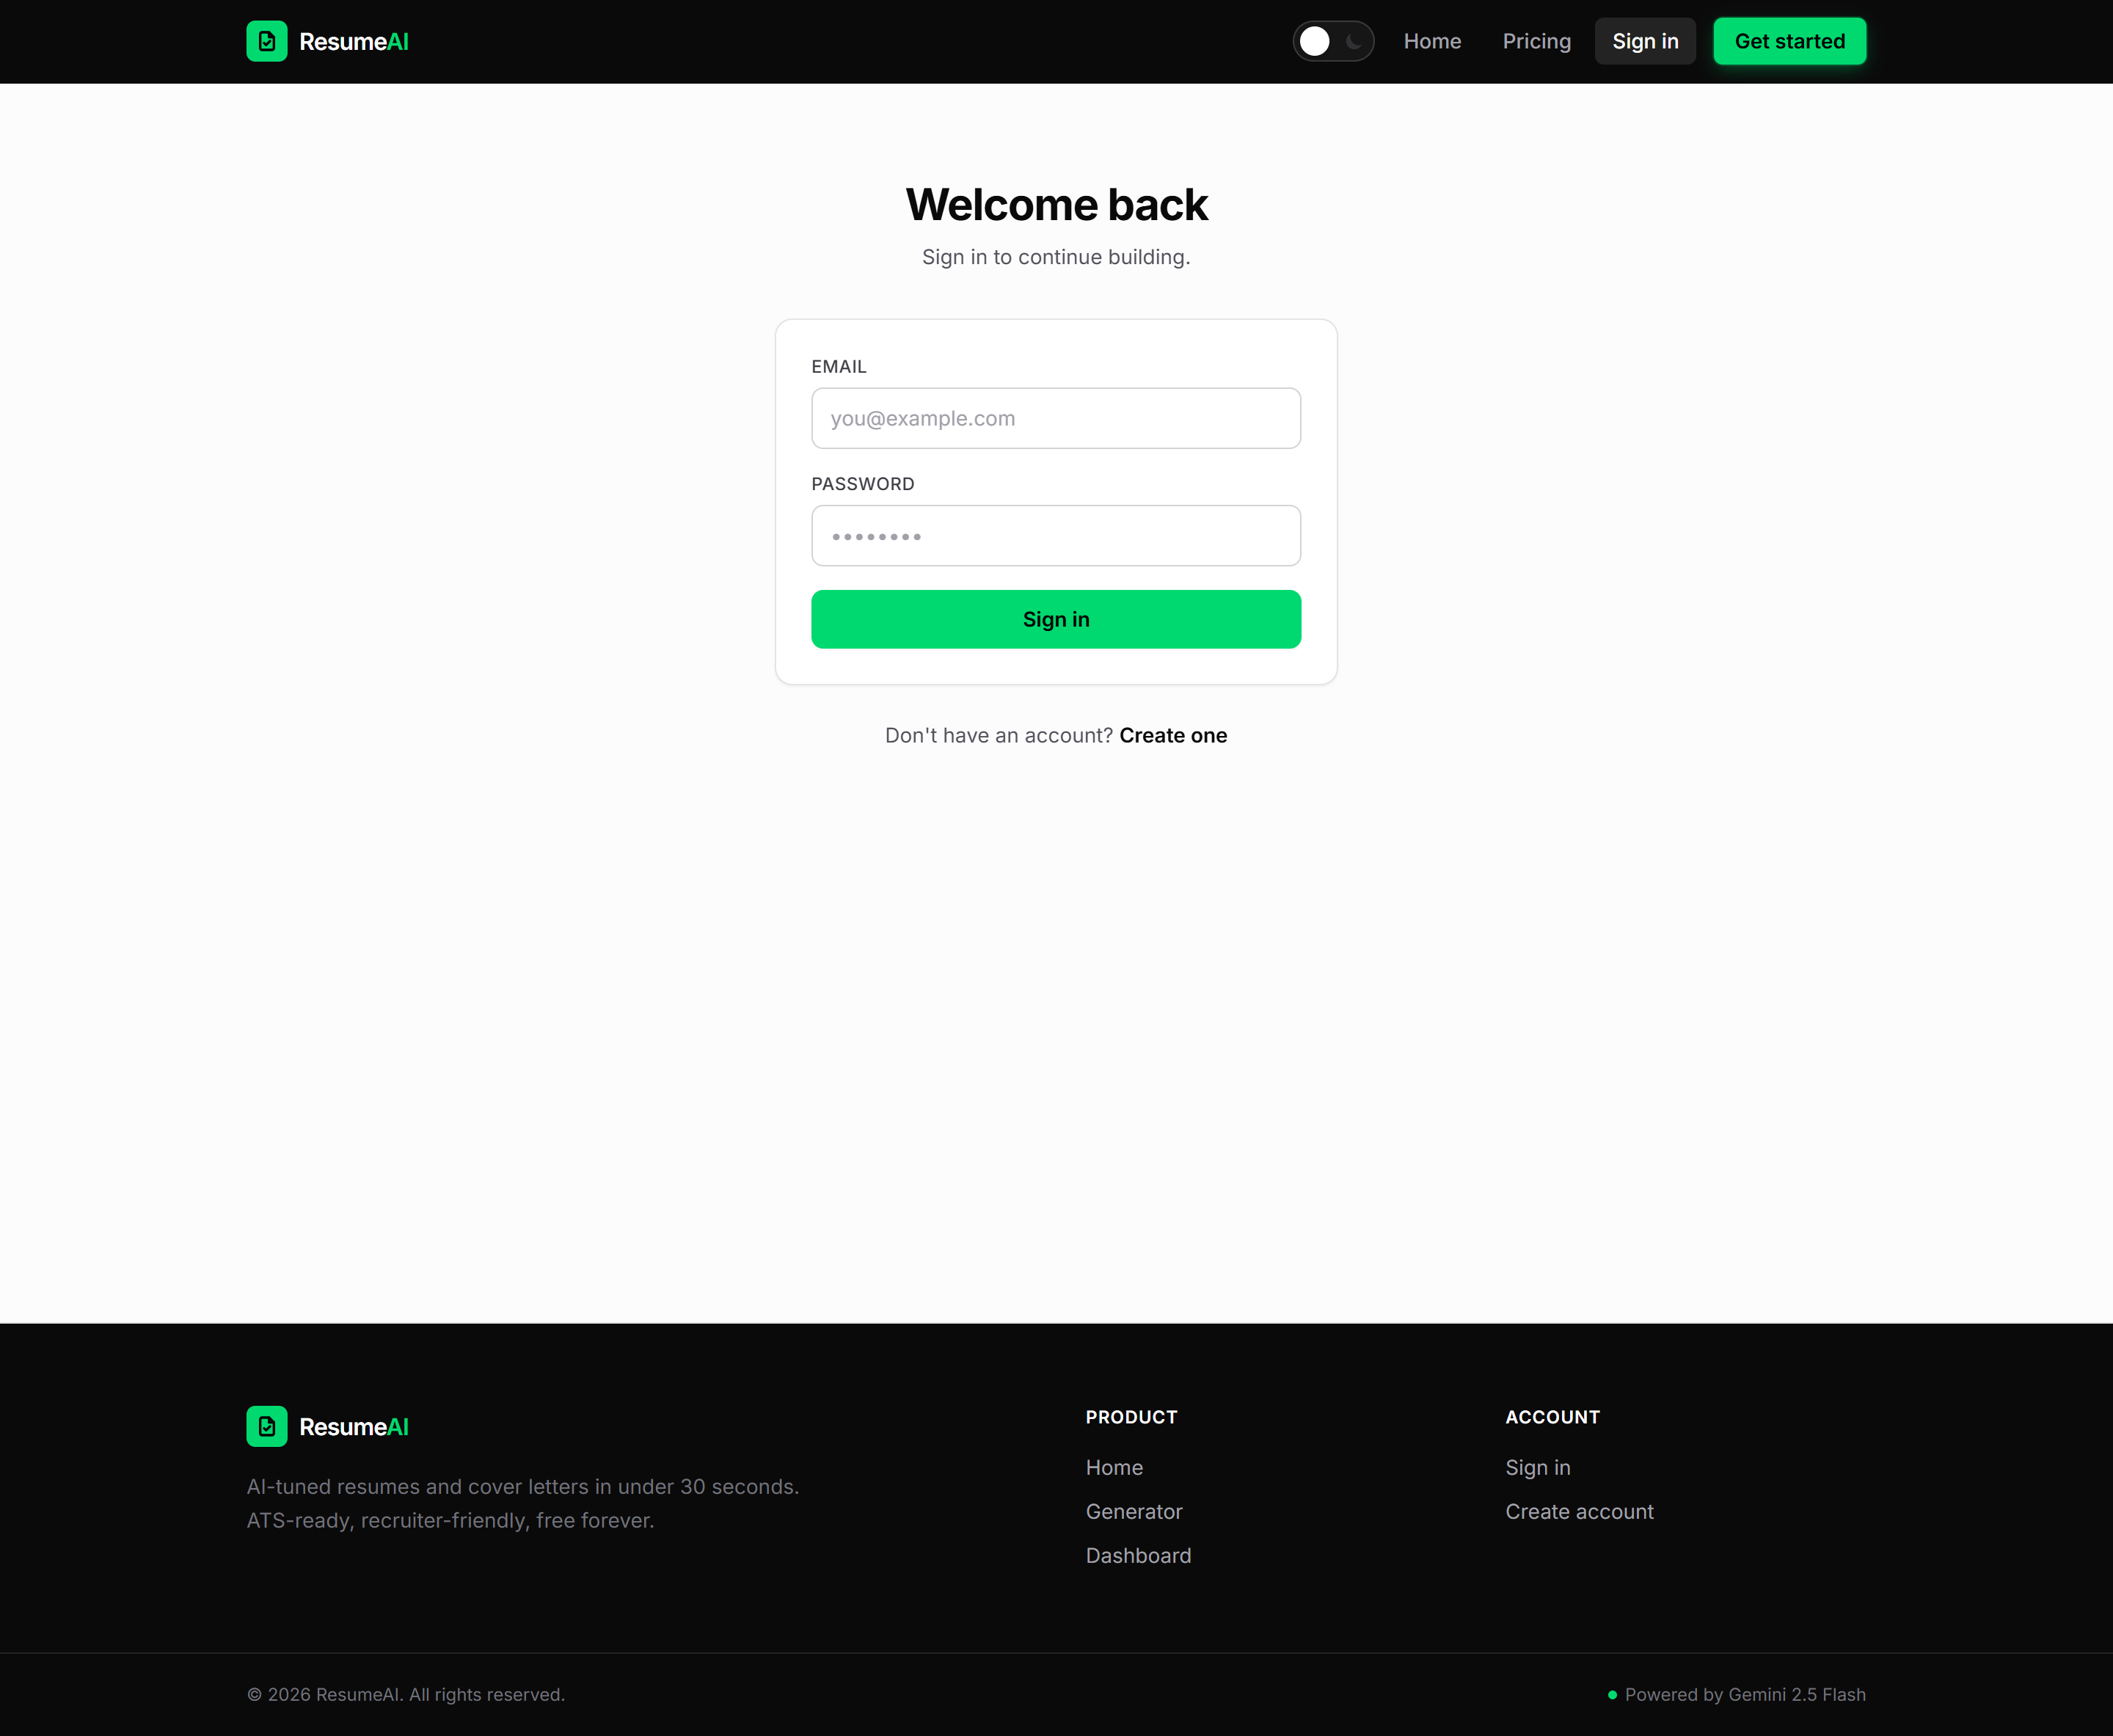 ResumeAI
Home
Pricing
Sign in
Get started
Welcome back
Sign in to continue building.
EMAIL
you@example.com
PASSWORD
••••••••
Sign in
Don't have an account? Create one
ResumeAI
AI-tuned resumes and cover letters in under 30 seconds.
ATS-ready, recruiter-friendly, free forever.
PRODUCT
Home
Generator
Dashboard
ACCOUNT
Sign in
Create account
© 2026 ResumeAI. All rights reserved.
Powered by Gemini 2.5 Flash